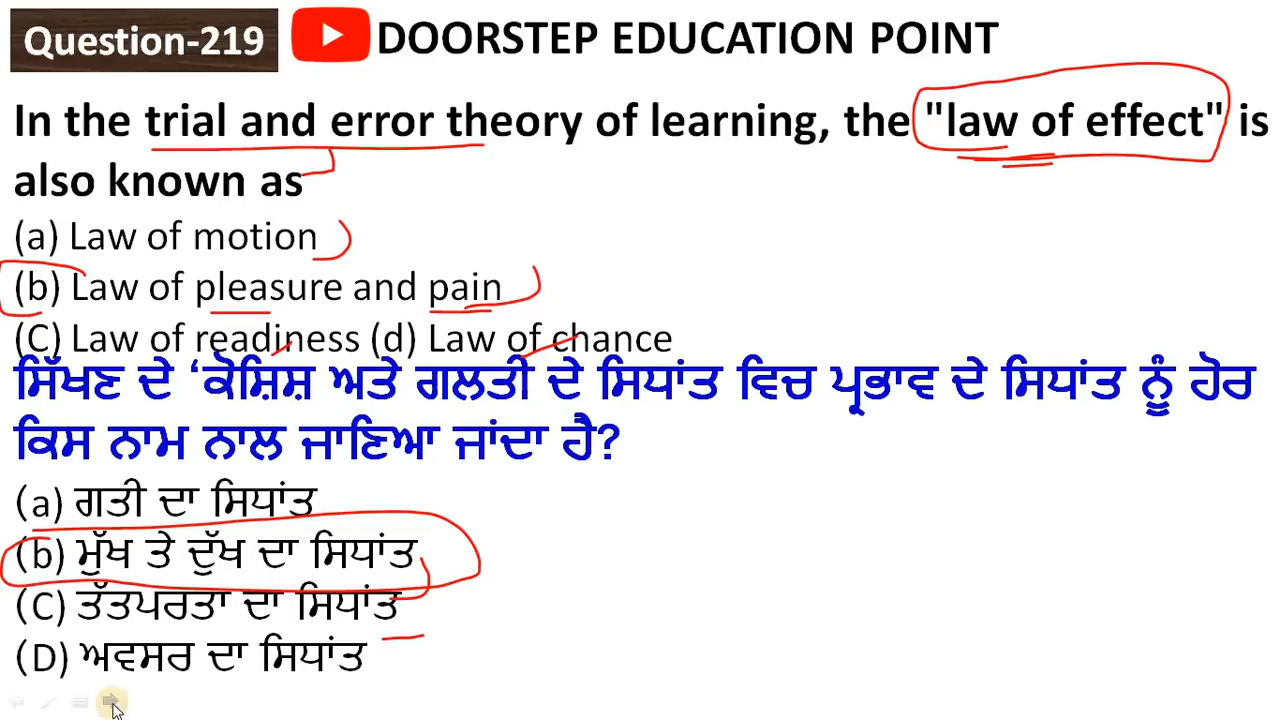 Question-219 DOORSTEP EDUCATION POINT
In the trial and error theory of learning, the "law of effect" is
also known as
(a) Law of motion
(b) Law of pleasure and pain
(C) Law of readiness (d) Law of chance
ਸਿੱਖਣ ਦੇ ‘ਕੋਸ਼ਿਸ਼ ਅਤੇ ਗਲਤੀ ਦੇ ਸਿਧਾਂਤ ਵਿਚ ਪ੍ਰਭਾਵ ਦੇ ਸਿਧਾਂਤ ਨੂੰ ਹੋਰ
ਕਿਸ ਨਾਮ ਨਾਲ ਜਾਣਿਆ ਜਾਂਦਾ ਹੈ?
(a) ਗਤੀ ਦਾ ਸਿਧਾਂਤ
(b) ਮੁੱਖ ਤੇ ਦੁੱਖ ਦਾ ਸਿਧਾਂਤ
(C) ਤੱਤਪਰਤਾ ਦਾ ਸਿਧਾਂਤ
(D) ਅਵਸਰ ਦਾ ਸਿਧਾਂਤ